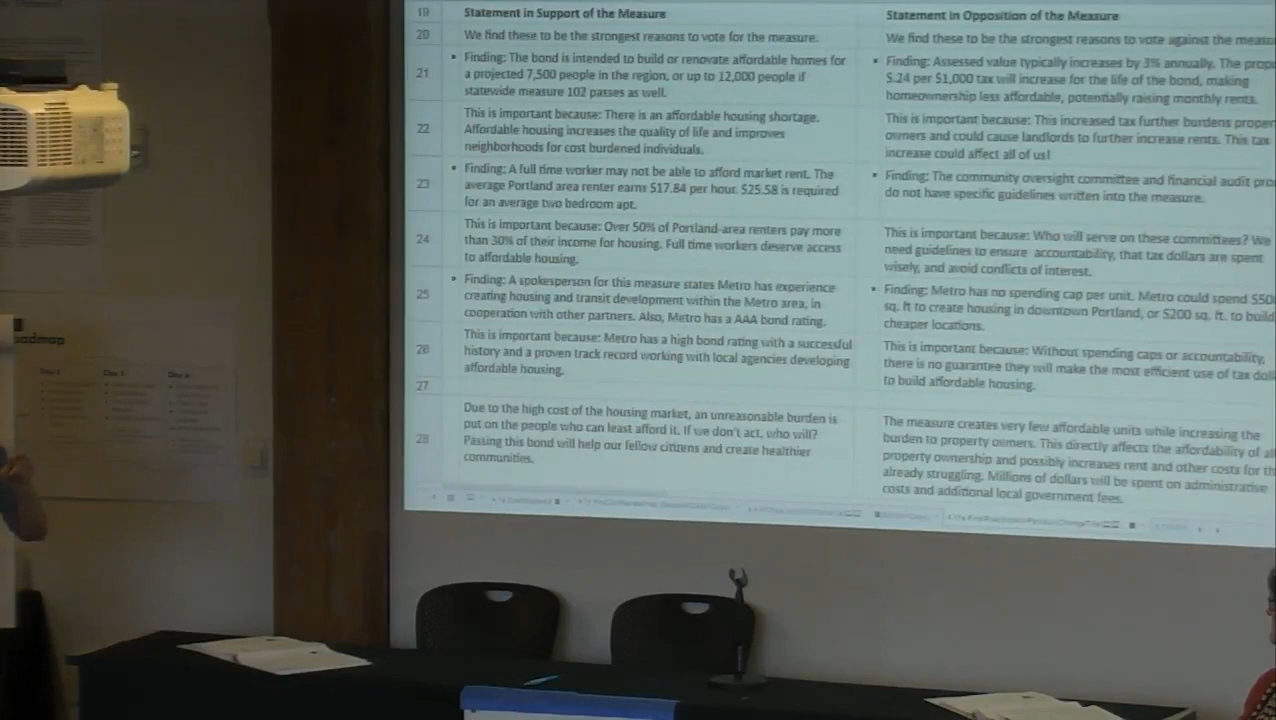 19
Statement in Support of the Measure
20
We find these to be the strongest reasons to vote for the measure.
21
• Finding: The bond is intended to build or renovate affordable homes for
a projected 7,500 people in the region, or up to 12,000 people if
statewide measure 102 passes as well.
22
This is important because: There is an affordable housing shortage.
Affordable housing increases the quality of life and improves
neighborhoods for cost burdened individuals.
23
• Finding: A full time worker may not be able to afford market rent. The
average Portland area renter earns $17.84 per hour. $25.58 is required
for an average two bedroom apt.
24
This is important because: Over 50% of Portland-area renters pay more
than 30% of their income for housing. Full time workers deserve access
to affordable housing.
25
• Finding: A spokesperson for this measure states Metro has experience
creating housing and transit development within the Metro area, in
cooperation with other partners. Also, Metro has a AAA bond rating.
26
This is important because: Metro has a high bond rating with a successful
history and a proven track record working with local agencies developing
affordable housing.
27
28
Due to the high cost of the housing market, an unreasonable burden is
put on the people who can least afford it. If we don't act, who will?
Passing this bond will help our fellow citizens and create healthier
communities.
Statement in Opposition of the Measure
We find these to be the strongest reasons to vote against the measu
• Finding: Assessed value typically increases by 3% annually. The prop
$.24 per $1,000 tax will increase for the life of the bond, making
homeownership less affordable, potentially raising monthly rents.
This is important because: This increased tax further burdens proper
owners and could cause landlords to further increase rents. This tax
increase could affect all of us!
• Finding: The community oversight committee and financial audit pro
do not have specific guidelines written into the measure.
This is important because: Who will serve on these committees? We
need guidelines to ensure accountability, that tax dollars are spent
wisely, and avoid conflicts of interest.
• Finding: Metro has no spending cap per unit. Metro could spend $50
sq. ft to create housing in downtown Portland, or $200 sq. ft. to build
cheaper locations.
This is important because: Without spending caps or accountability,
there is no guarantee they will make the most efficient use of tax doll
to build affordable housing.
The measure creates very few affordable units while increasing the
burden to property owners. This directly affects the affordability of al
property ownership and possibly increases rent and other costs for th
already struggling. Millions of dollars will be spent on administrative
costs and additional local government fees.
oadmap